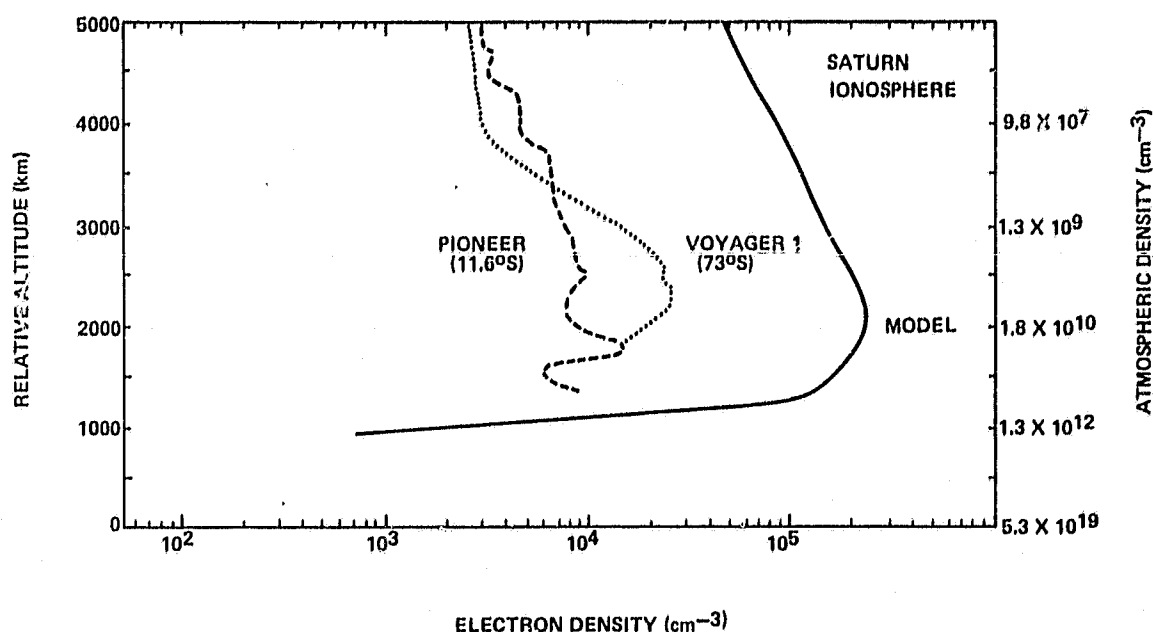 5000
4000
3000
2000
1000
0
RELATIVE ALTITUDE (km)
SATURN
IONOSPHERE
PIONEER
(11.6ºS)
VOYAGER 1
(73ºS)
MODEL
9.8 X 10⁷
1.3 X 10⁹
1.8 X 10¹⁰
1.3 X 10¹²
5.3 X 10¹⁹
ATMOSPHERIC DENSITY (cm⁻³)
10² 10³ 10⁴ 10⁵
ELECTRON DENSITY (cm⁻³)